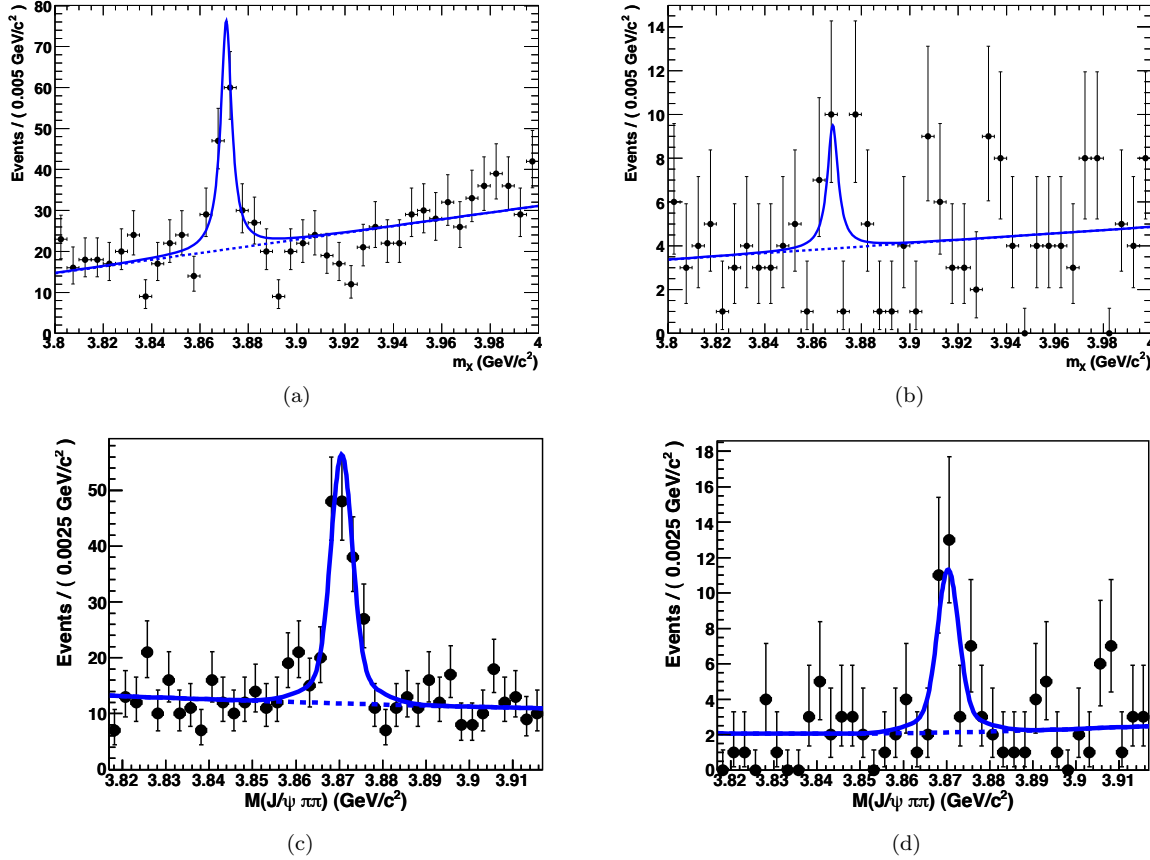 Events / ( 0.005 GeV/c² )
80
70
60
50
40
30
20
10
0
3.8 3.82 3.84 3.86 3.88 3.9 3.92 3.94 3.96 3.98 4
mX (GeV/c²)
(a)
Events / ( 0.005 GeV/c² )
14
12
10
8
6
4
2
0
3.8 3.82 3.84 3.86 3.88 3.9 3.92 3.94 3.96 3.98 4
mX (GeV/c²)
(b)
Events / ( 0.0025 GeV/c² )
50
40
30
20
10
0
3.82 3.83 3.84 3.85 3.86 3.87 3.88 3.89 3.9 3.91
M(J/ψ ππ) (GeV/c²)
(c)
Events / ( 0.0025 GeV/c² )
18
16
14
12
10
8
6
4
2
0
3.82 3.83 3.84 3.85 3.86 3.87 3.88 3.89 3.9 3.91
M(J/ψ ππ) (GeV/c²)
(d)